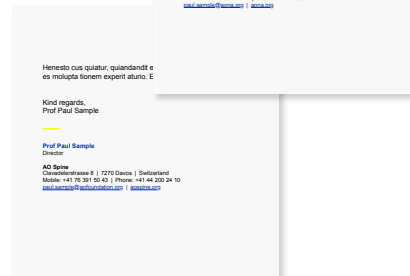 paul.sample@aona.org | aona.org
Henesto cus quiatur, quiandandit e
es molupta tionem experit aturio. E
Kind regards,
Prof Paul Sample
Prof Paul Sample
Director
AO Spine
Clavadelerstrasse 8 | 7270 Davos | Switzerland
Mobile: +41 76 391 50 43 | Phone: +41 44 200 24 10
paul.sample@aofoundation.org | aospine.org